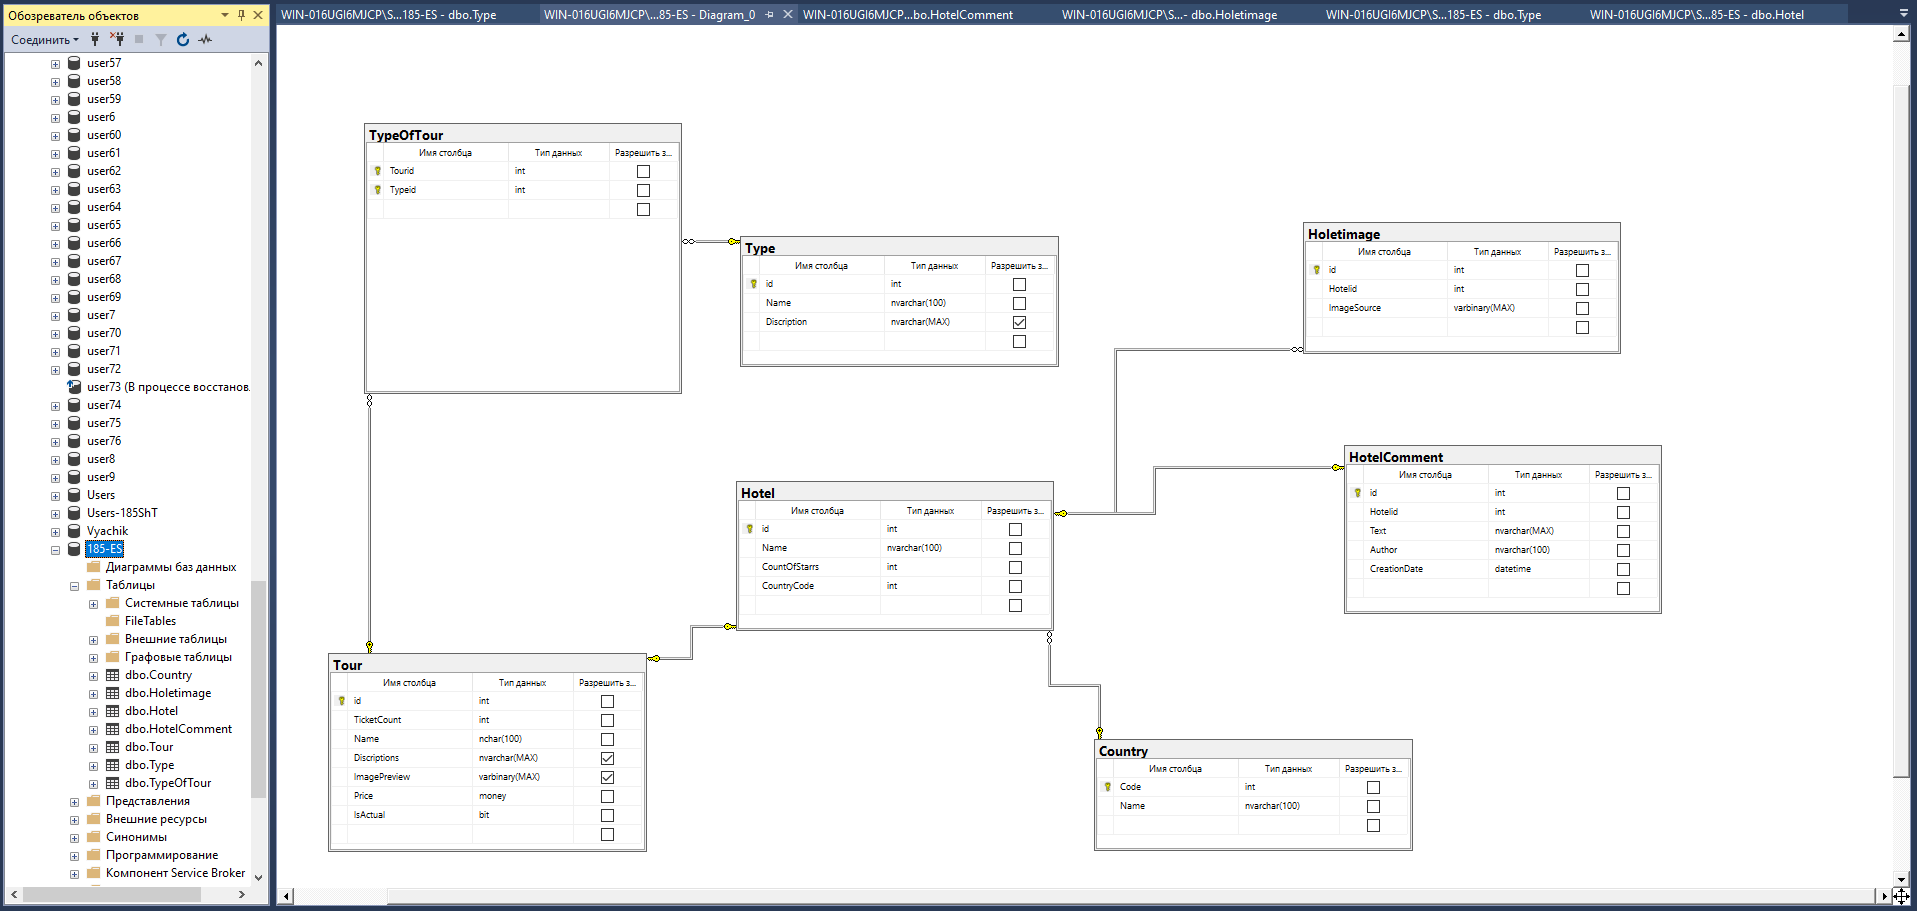 Обозреватель объектов
Соединить
user57
user58
user59
user6
user60
user61
user62
user63
user64
user65
user66
user67
user68
user69
user7
user70
user71
user72
user73 (В процессе восстанов.
user74
user75
user76
user8
user9
Users
Users-185ShT
Vyachik
185-ES
Диаграммы баз данных
Таблицы
Системные таблицы
FileTables
Внешние таблицы
Графовые таблицы
dbo.Country
dbo.Holetimage
dbo.Hotel
dbo.HotelComment
dbo.Tour
dbo.Type
dbo.TypeOfTour
Представления
Внешние ресурсы
Синонимы
Программирование
Компонент Service Broker
WIN-016UGI6MJCP\S...185-ES - dbo.Type
WIN-016UGI6MJCP\...85-ES - Diagram_0
WIN-016UGI6MJCP...bo.HotelComment
WIN-016UGI6MJCP\S...- dbo.Holetimage
WIN-016UGI6MJCP\S...185-ES - dbo.Type
WIN-016UGI6MJCP\S...85-ES - dbo.Hotel
TypeOfTour
Имя столбца Тип данных Разрешить з...
Tourid int
Typeid int
Type
Имя столбца Тип данных Разрешить з...
id int
Name nvarchar(100)
Discription nvarchar(MAX)
Holetimage
Имя столбца Тип данных Разрешить з...
id int
Hotelid int
ImageSource varbinary(MAX)
HotelComment
Имя столбца Тип данных Разрешить з...
id int
Hotelid int
Text nvarchar(MAX)
Author nvarchar(100)
CreationDate datetime
Hotel
Имя столбца Тип данных Разрешить з...
id int
Name nvarchar(100)
CountOfStarrs int
CountryCode int
Tour
Имя столбца Тип данных Разрешить з...
id int
TicketCount int
Name nchar(100)
Discriptions nvarchar(MAX)
ImagePreview varbinary(MAX)
Price money
IsActual bit
Country
Имя столбца Тип данных Разрешить з...
Code int
Name nvarchar(100)